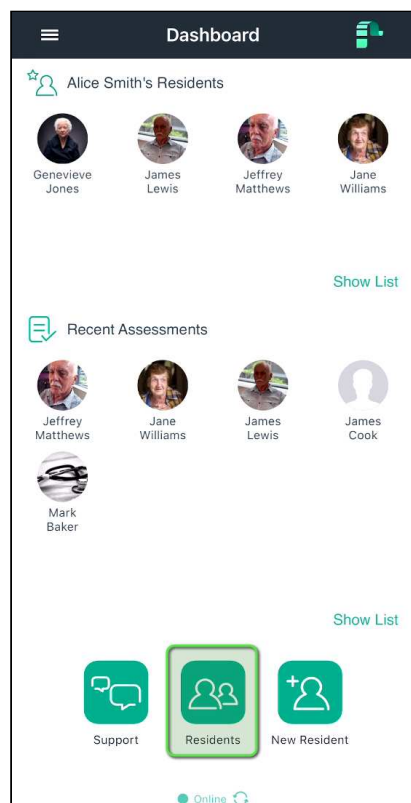 Dashboard
Alice Smith's Residents
Genevieve Jones
James Lewis
Jeffrey Matthews
Jane Williams
Show List
Recent Assessments
Jeffrey Matthews
Jane Williams
James Lewis
James Cook
Mark Baker
Show List
Support
Residents
New Resident
Online